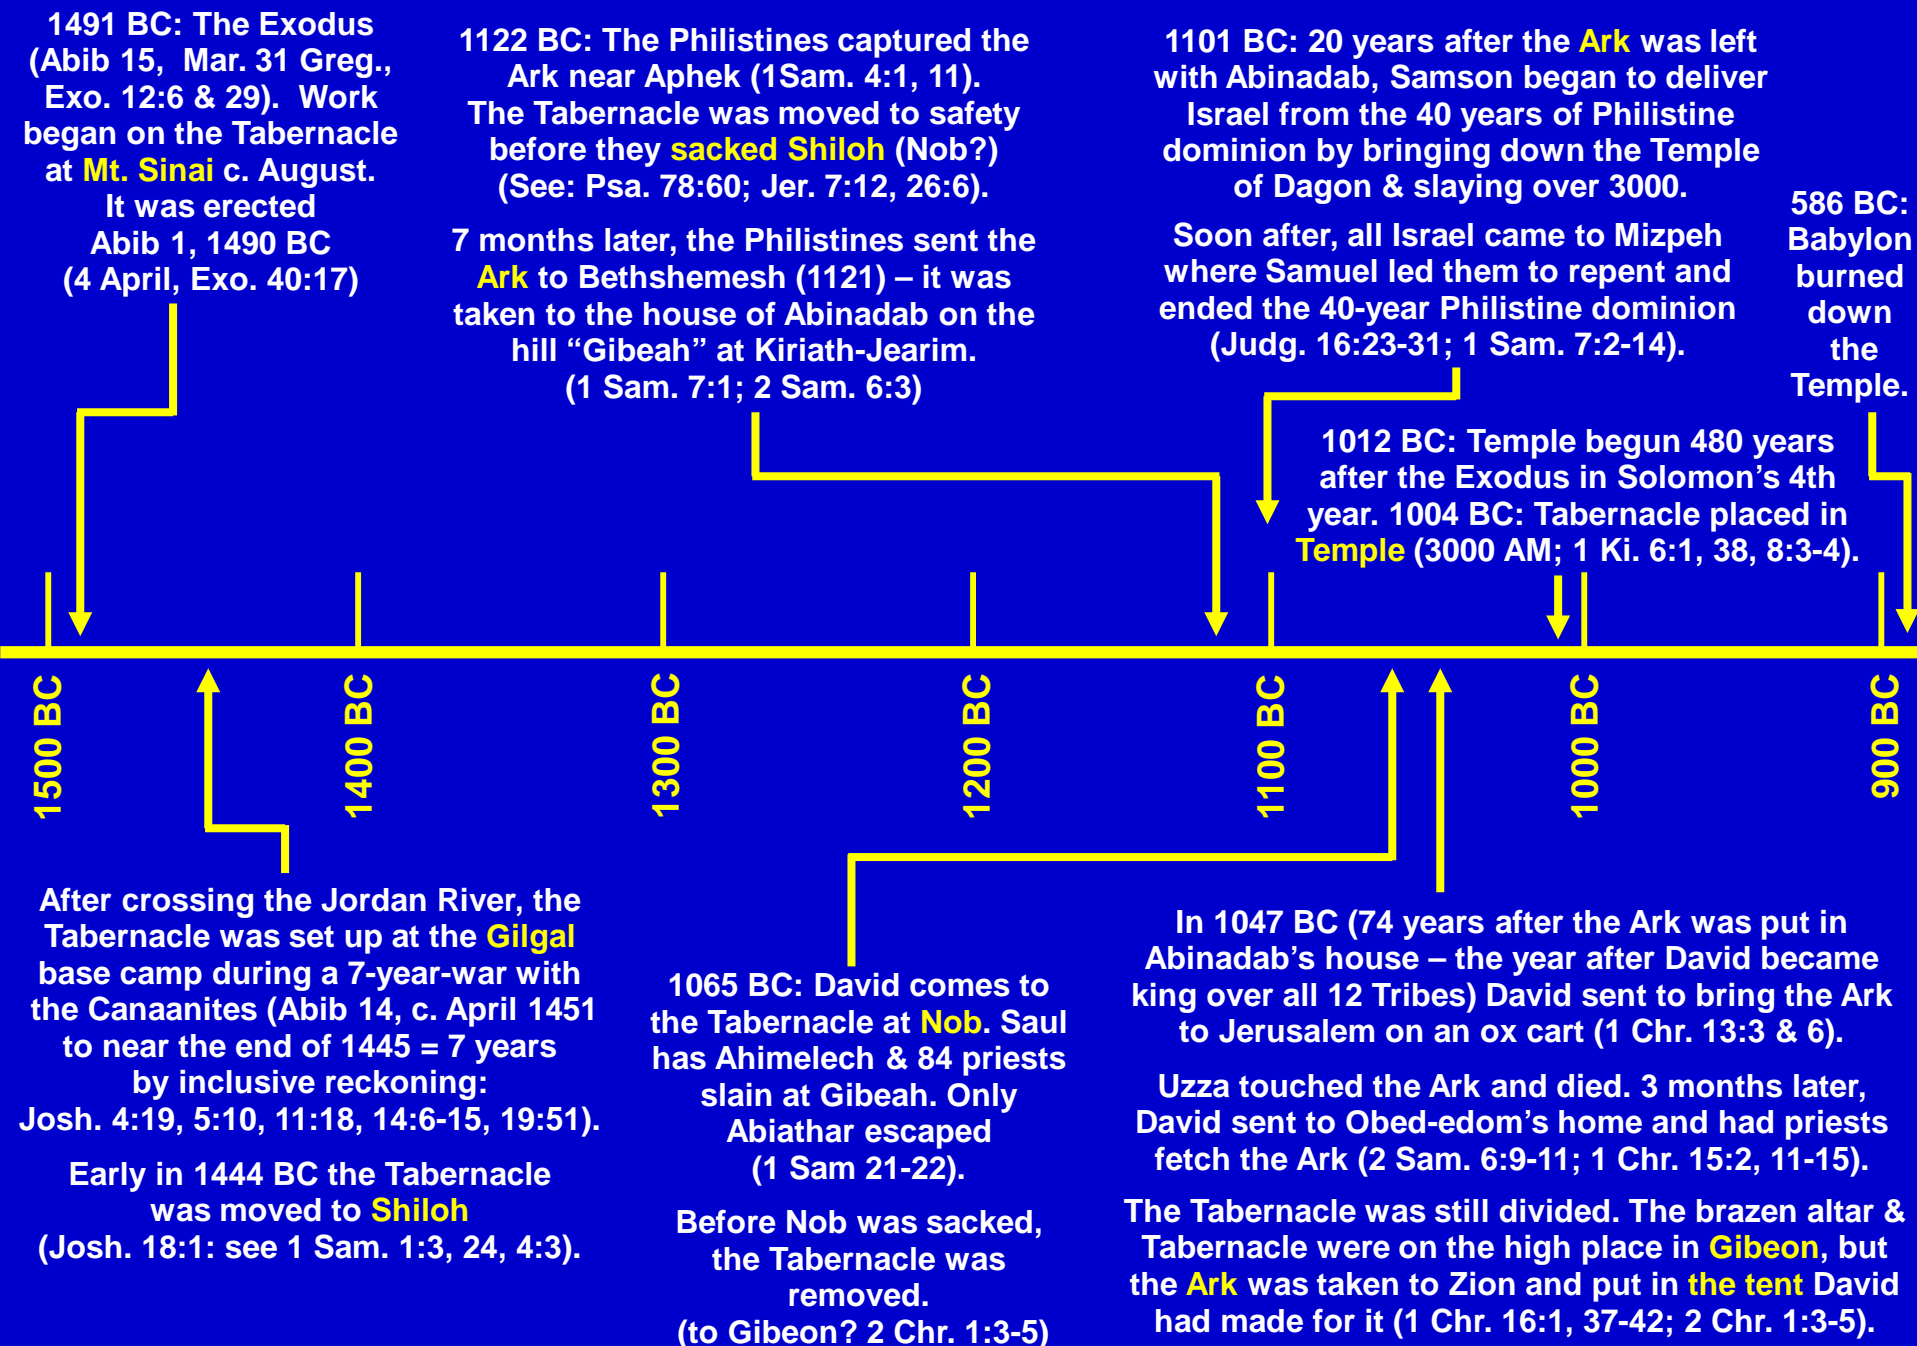 1491 BC: The Exodus
(Abib 15,  Mar. 31 Greg.,
Exo. 12:6 & 29).  Work
began on the Tabernacle
at Mt. Sinai c. August.
It was erected
Abib 1, 1490 BC
(4 April, Exo. 40:17)
1122 BC: The Philistines captured the
Ark near Aphek (1Sam. 4:1, 11).
The Tabernacle was moved to safety
before they sacked Shiloh (Nob?)
(See: Psa. 78:60; Jer. 7:12, 26:6).
7 months later, the Philistines sent the
Ark to Bethshemesh (1121) – it was
taken to the house of Abinadab on the
hill “Gibeah” at Kiriath-Jearim.
(1 Sam. 7:1; 2 Sam. 6:3)
1101 BC: 20 years after the Ark was left
with Abinadab, Samson began to deliver
Israel from the 40 years of Philistine
dominion by bringing down the Temple
of Dagon & slaying over 3000.
Soon after, all Israel came to Mizpeh
where Samuel led them to repent and
ended the 40-year Philistine dominion
(Judg. 16:23-31; 1 Sam. 7:2-14).
586 BC:
Babylon
burned
down
the
Temple.
1012 BC: Temple begun 480 years
after the Exodus in Solomon’s 4th
year. 1004 BC: Tabernacle placed in
Temple (3000 AM; 1 Ki. 6:1, 38, 8:3-4).
1500 BC
1400 BC
1300 BC
1200 BC
1100 BC
1000 BC
900 BC
After crossing the Jordan River, the
Tabernacle was set up at the Gilgal
base camp during a 7-year-war with
the Canaanites (Abib 14, c. April 1451
to near the end of 1445 = 7 years
by inclusive reckoning:
Josh. 4:19, 5:10, 11:18, 14:6-15, 19:51).
Early in 1444 BC the Tabernacle
was moved to Shiloh
(Josh. 18:1: see 1 Sam. 1:3, 24, 4:3).
1065 BC: David comes to
the Tabernacle at Nob. Saul
has Ahimelech & 84 priests
slain at Gibeah. Only
Abiathar escaped
(1 Sam 21-22).
Before Nob was sacked,
the Tabernacle was
removed.
(to Gibeon? 2 Chr. 1:3-5)
In 1047 BC (74 years after the Ark was put in
Abinadab’s house – the year after David became
king over all 12 Tribes) David sent to bring the Ark
to Jerusalem on an ox cart (1 Chr. 13:3 & 6).
Uzza touched the Ark and died. 3 months later,
David sent to Obed-edom’s home and had priests
fetch the Ark (2 Sam. 6:9-11; 1 Chr. 15:2, 11-15).
The Tabernacle was still divided. The brazen altar &
Tabernacle were on the high place in Gibeon, but
the Ark was taken to Zion and put in the tent David
had made for it (1 Chr. 16:1, 37-42; 2 Chr. 1:3-5).